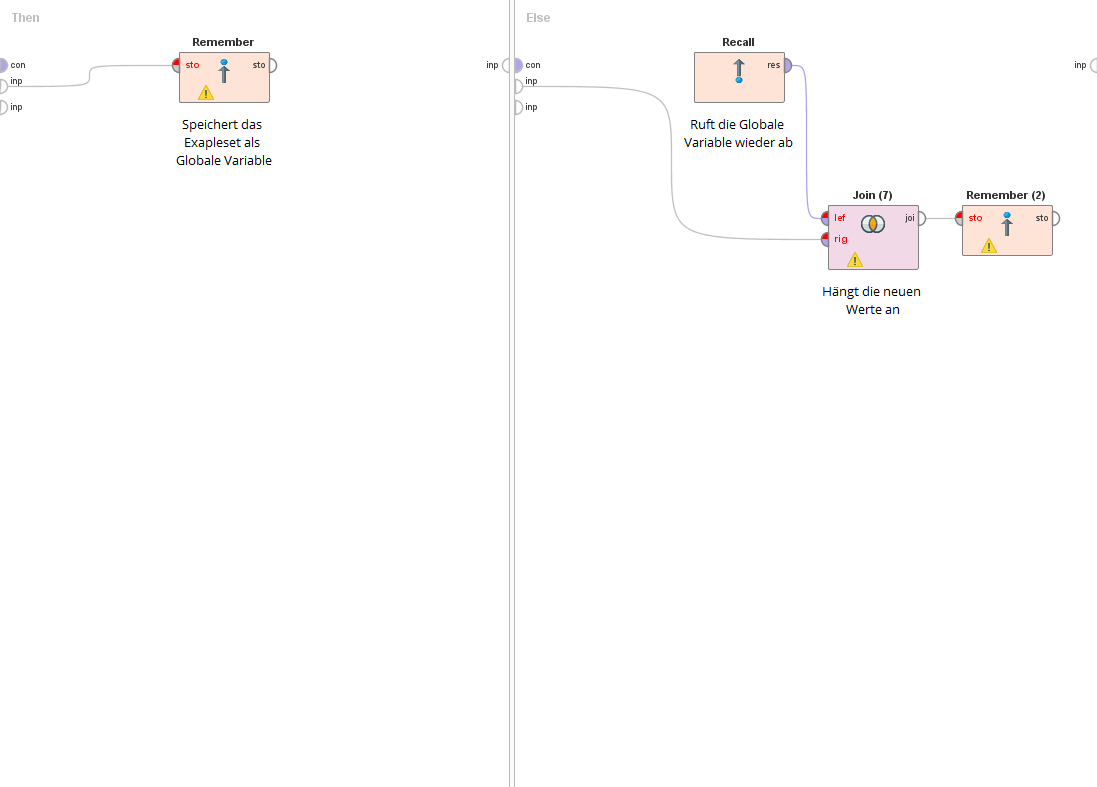 Then
con
inp
inp
Remember
sto sto
Speichert das
Exapleset als
Globale Variable
inp
Else
con
inp
inp
Recall
res
Ruft die Globale
Variable wieder ab
inp
Join (7)
lef joi
rig
Hängt die neuen
Werte an
Remember (2)
sto sto